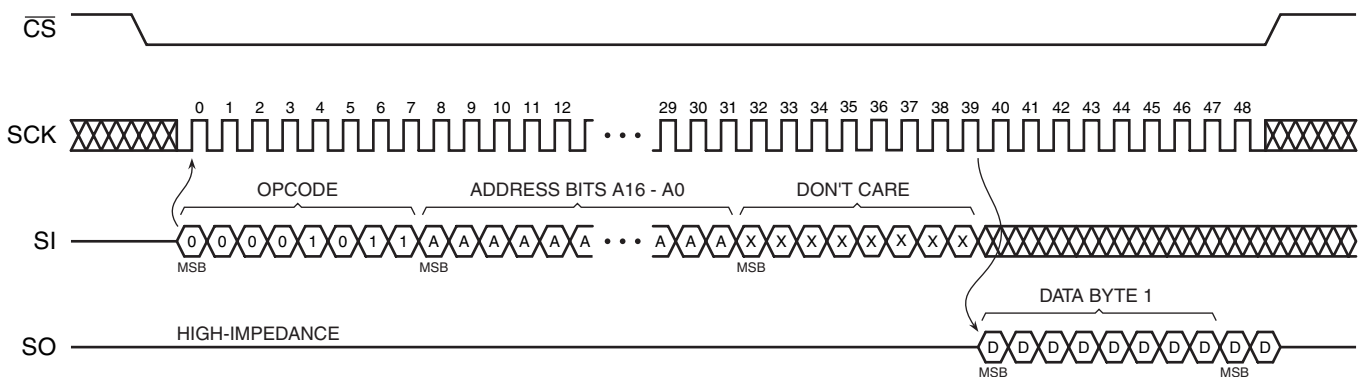 CS
SCK
0 1 2 3 4 5 6 7 8 9 10 11 12 29 30 31 32 33 34 35 36 37 38 39 40 41 42 43 44 45 46 47 48
OPCODE ADDRESS BITS A16 - A0 DON'T CARE
SI 0 0 0 0 1 0 1 1 A A A A A A A A A X X X X X X X X
MSB MSB MSB
DATA BYTE 1
HIGH-IMPEDANCE
SO D D D D D D D D D D
MSB MSB